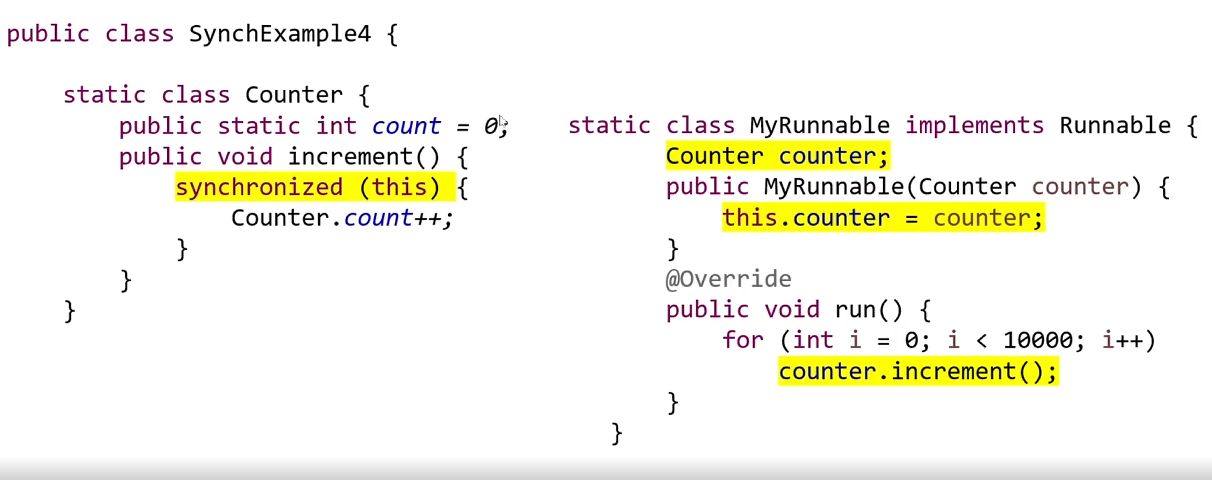 public class SynchExample4 {
static class Counter {
public static int count = 0;
public void increment() {
synchronized (this) {
Counter.count++;
}
}
}
static class MyRunnable implements Runnable {
Counter counter;
public MyRunnable(Counter counter) {
this.counter = counter;
}
@Override
public void run() {
for (int i = 0; i < 10000; i++)
counter.increment();
}
}